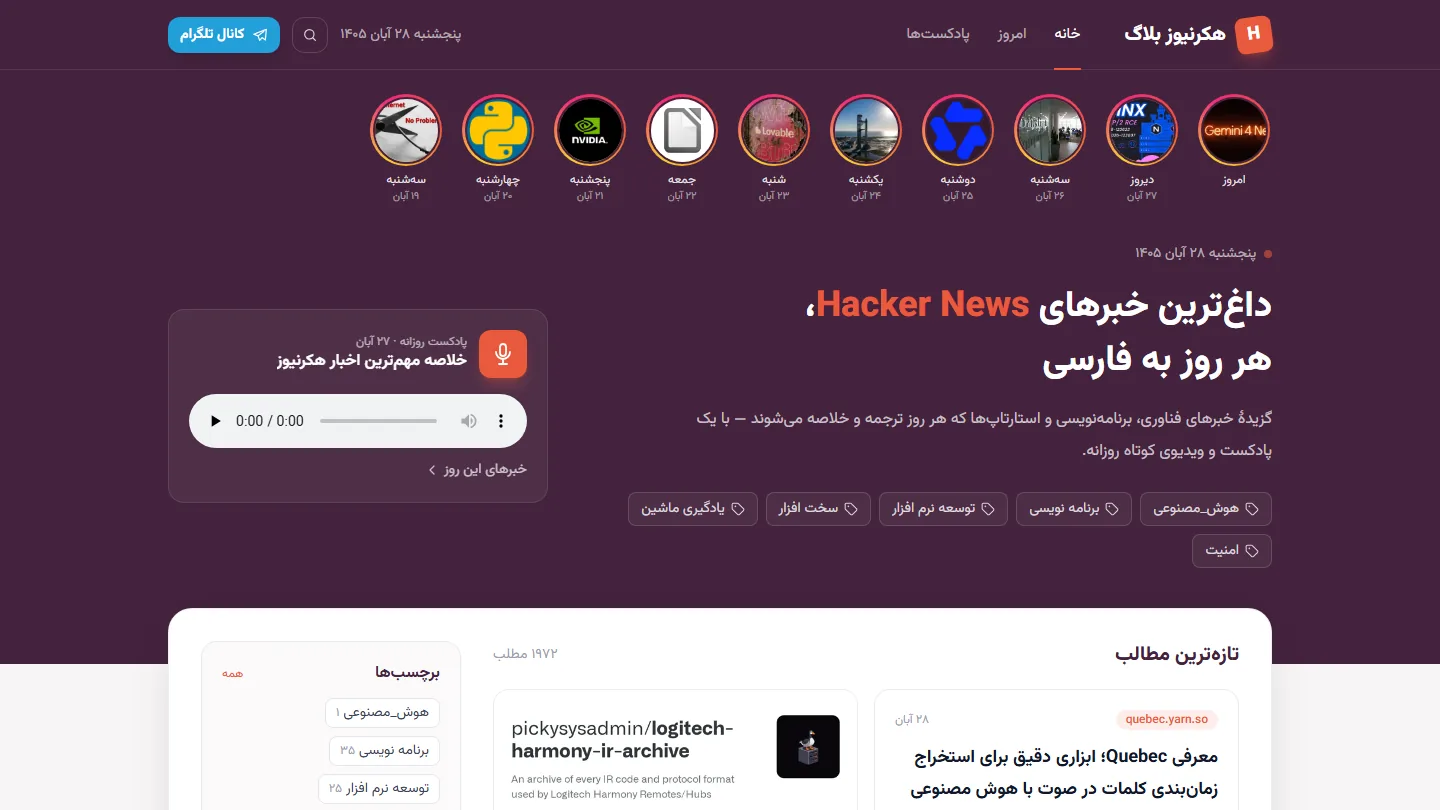 H
هکرنیوز بلاگ
خانه
امروز
پادکست‌ها
پنجشنبه ۲۸ آبان ۱۴۰۵
کانال تلگرام
Gemini 4 Ne
امروز
دیروز
۲۷ آبان
سه‌شنبه
۲۶ آبان
دوشنبه
۲۵ آبان
یکشنبه
۲۴ آبان
Lovable
شنبه
۲۳ آبان
جمعه
۲۲ آبان
NVIDIA.
پنجشنبه
۲۱ آبان
چهارشنبه
۲۰ آبان
No Problem
سه‌شنبه
۱۹ آبان
پنجشنبه ۲۸ آبان ۱۴۰۵
داغ‌ترین خبرهای Hacker News،
هر روز به فارسی
گزیدهٔ خبرهای فناوری، برنامه‌نویسی و استارتاپ‌ها که هر روز ترجمه و خلاصه می‌شوند — با یک
پادکست و ویدیوی کوتاه روزانه.
هوش_مصنوعی
برنامه نویسی
توسعه نرم افزار
سخت افزار
یادگیری ماشین
امنیت
پادکست روزانه · ۲۷ آبان
خلاصه مهم‌ترین اخبار هکرنیوز
0:00 / 0:00
خبرهای این روز
تازه‌ترین مطالب
۱۹۷۲ مطلب
quebec.yarn.so
۲۸ آبان
معرفی Quebec؛ ابزاری دقیق برای استخراج
زمان‌بندی کلمات در صوت با هوش مصنوعی
pickysysadmin/logitech-
harmony-ir-archive
An archive of every IR code and protocol format
used by Logitech Harmony Remotes/Hubs
برچسب‌ها
همه
هوش_مصنوعی ۱
برنامه نویسی ۳۵
توسعه نرم افزار ۲۵